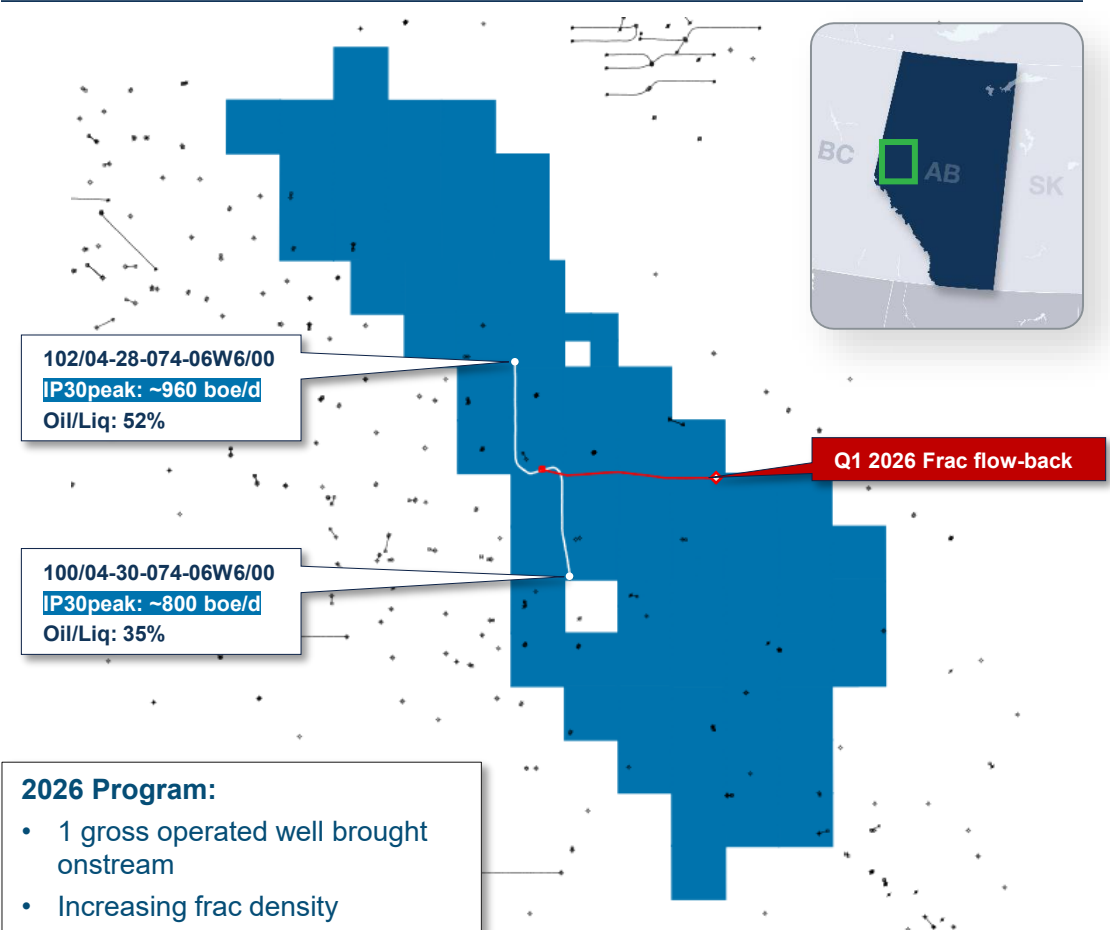 BC
AB
SK
102/04-28-074-06W6/00
IP30peak: ~960 boe/d
Oil/Liq: 52%
Q1 2026 Frac flow-back
100/04-30-074-06W6/00
IP30peak: ~800 boe/d
Oil/Liq: 35%
2026 Program:
• 1 gross operated well brought
onstream
• Increasing frac density